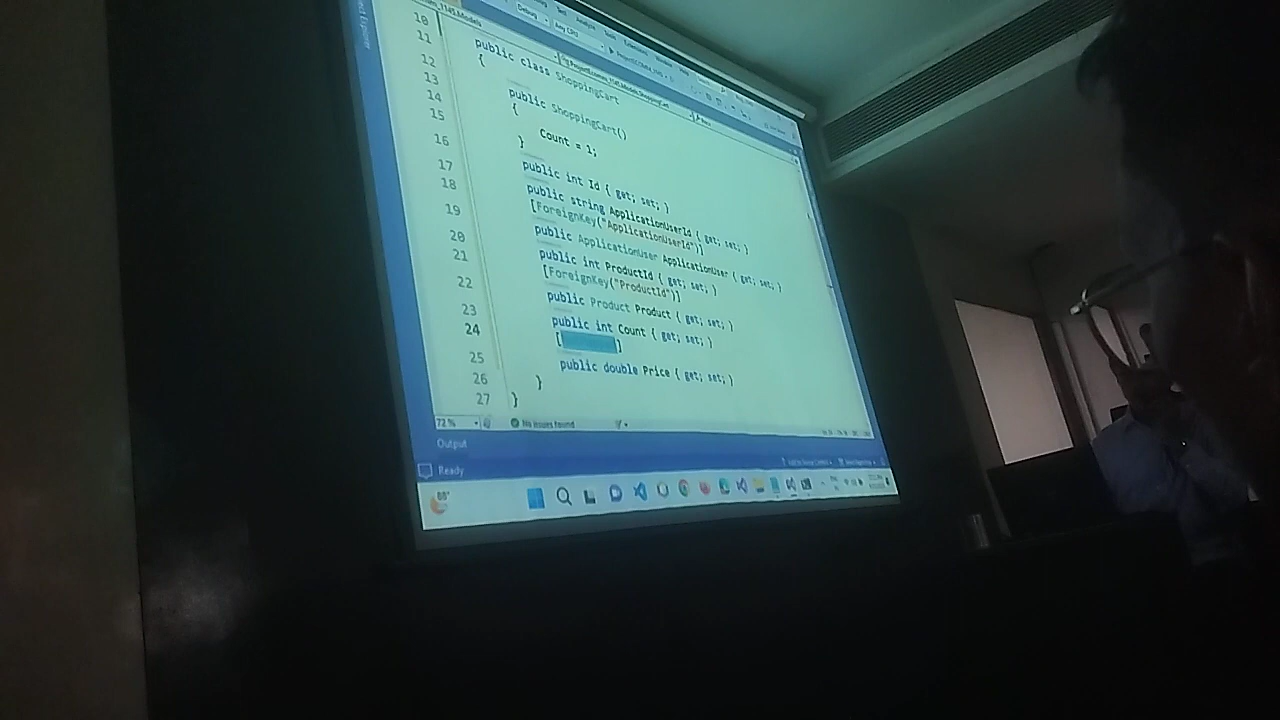 10
11 public class ShoppingCart
12 {
13 public ShoppingCart()
14 {
15 Count = 1;
16 }
17 public int Id { get; set; }
18 public string ApplicationUserId { get; set; }
19 [ForeignKey("ApplicationUserId")]
20 public ApplicationUser ApplicationUser { get; set; }
21 public int ProductId { get; set; }
22 [ForeignKey("ProductId")]
23 public Product Product { get; set; }
24 public int Count { get; set; }
[ ]
25 public double Price { get; set; }
26 }
27 }
72 % No issues found
Output
Ready
88°